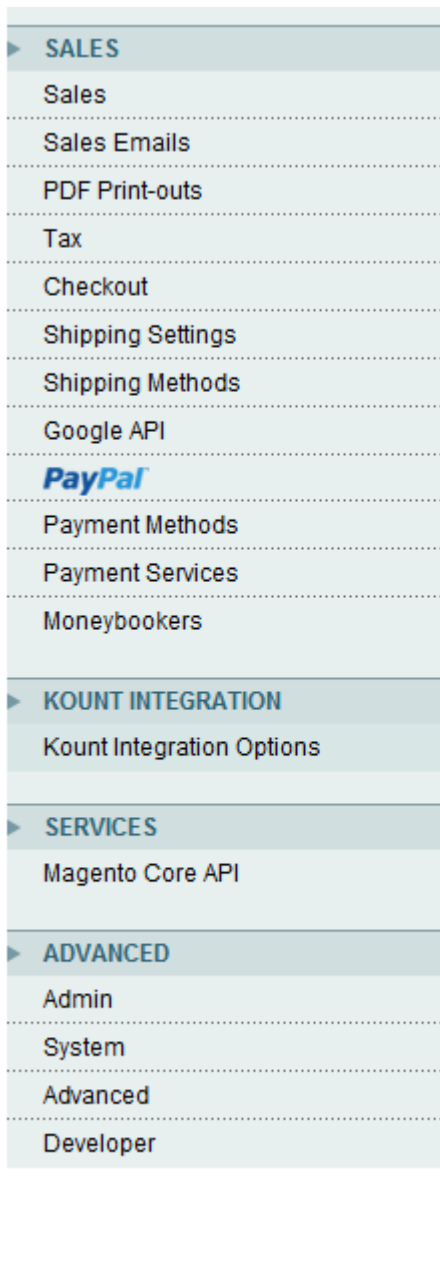 SALES
Sales
Sales Emails
PDF Print-outs
Tax
Checkout
Shipping Settings
Shipping Methods
Google API
PayPal
Payment Methods
Payment Services
Moneybookers
KOUNT INTEGRATION
Kount Integration Options
SERVICES
Magento Core API
ADVANCED
Admin
System
Advanced
Developer